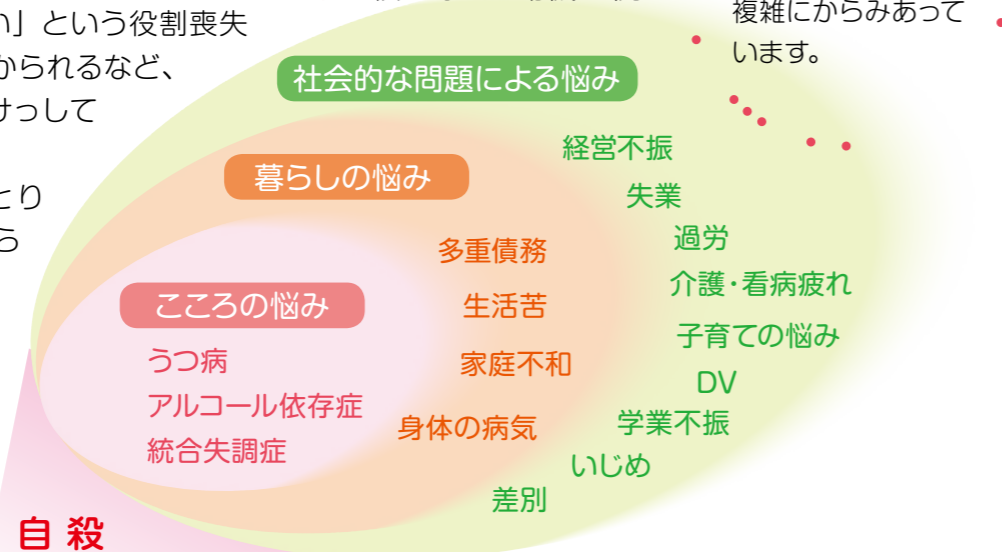 い」という役割喪失
かられるなど、
けっして
とり
ら
複雑にからみあって
います。
社会的な問題による悩み
経営不振
失業
過労
介護・看病疲れ
子育ての悩み
DV
学業不振
いじめ
差別
暮らしの悩み
多重債務
生活苦
家庭不和
身体の病気
こころの悩み
うつ病
アルコール依存症
統合失調症
自殺